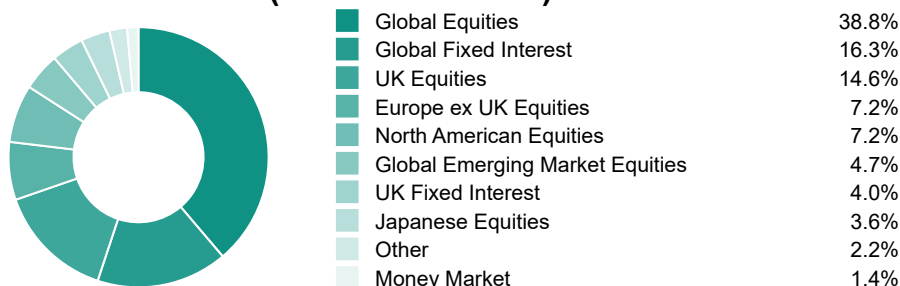 Global Equities 38.8%
Global Fixed Interest 16.3%
UK Equities 14.6%
Europe ex UK Equities 7.2%
North American Equities 7.2%
Global Emerging Market Equities 4.7%
UK Fixed Interest 4.0%
Japanese Equities 3.6%
Other 2.2%
Money Market 1.4%